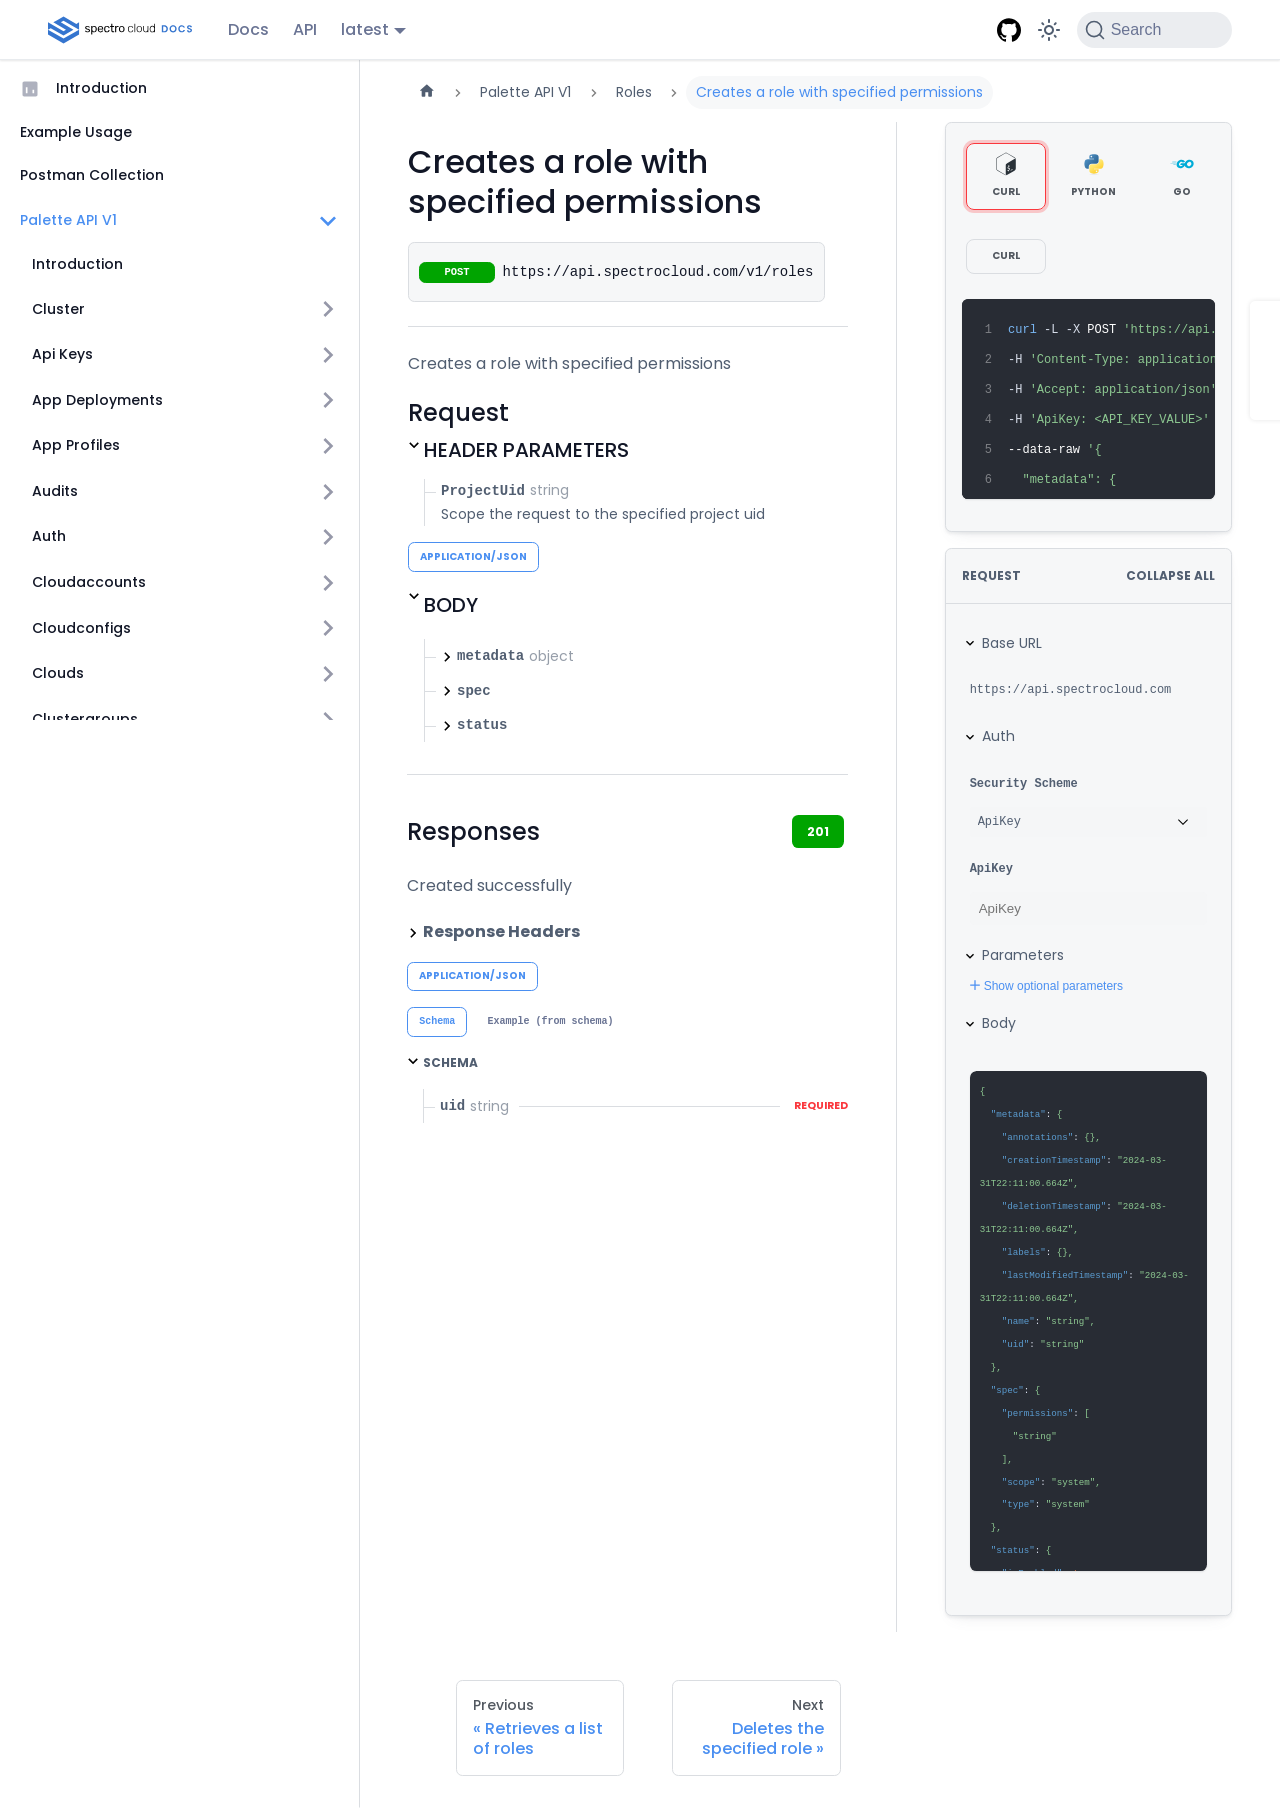 spectro cloud DOCS
Docs
API
latest
Search
Introduction
Example Usage
Postman Collection
Palette API V1
Introduction
Cluster
Api Keys
App Deployments
App Profiles
Audits
Auth
Cloudaccounts
Cloudconfigs
Clouds
Clustergroups
Palette API V1
Roles
Creates a role with specified permissions
Creates a role with
specified permissions
POST https://api.spectrocloud.com/v1/roles
Creates a role with specified permissions
Request
HEADER PARAMETERS
ProjectUid string
Scope the request to the specified project uid
APPLICATION/JSON
BODY
metadata object
spec
status
Responses
201
Created successfully
Response Headers
APPLICATION/JSON
Schema
Example (from schema)
SCHEMA
uid string
REQUIRED
CURL
PYTHON
GO
CURL
1 curl -L -X POST 'https://api.
2 -H 'Content-Type: application
3 -H 'Accept: application/json'
4 -H 'ApiKey: <API_KEY_VALUE>'
5 --data-raw '{
6 "metadata": {
REQUEST
COLLAPSE ALL
Base URL
https://api.spectrocloud.com
Auth
Security Scheme
ApiKey
ApiKey
ApiKey
Parameters
Show optional parameters
Body
{
"metadata": {
"annotations": {},
"creationTimestamp": "2024-03-
31T22:11:00.664Z",
"deletionTimestamp": "2024-03-
31T22:11:00.664Z",
"labels": {},
"lastModifiedTimestamp": "2024-03-
31T22:11:00.664Z",
"name": "string",
"uid": "string"
},
"spec": {
"permissions": [
"string"
],
"scope": "system",
"type": "system"
},
"status": {
Previous
« Retrieves a list
of roles
Next
Deletes the
specified role »